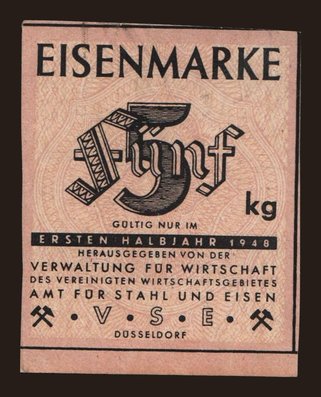 EISENMARKE
5
Fünf
kg
GÜLTIG NUR IM
ERSTEN HALBJAHR 1948
HERAUSGEGEBEN VON DER
VERWALTUNG FÜR WIRTSCHAFT
DES VEREINIGTEN WIRTSCHAFTSGEBIETES
AMT FÜR STAHL UND EISEN
· V · S · E ·
DÜSSELDORF